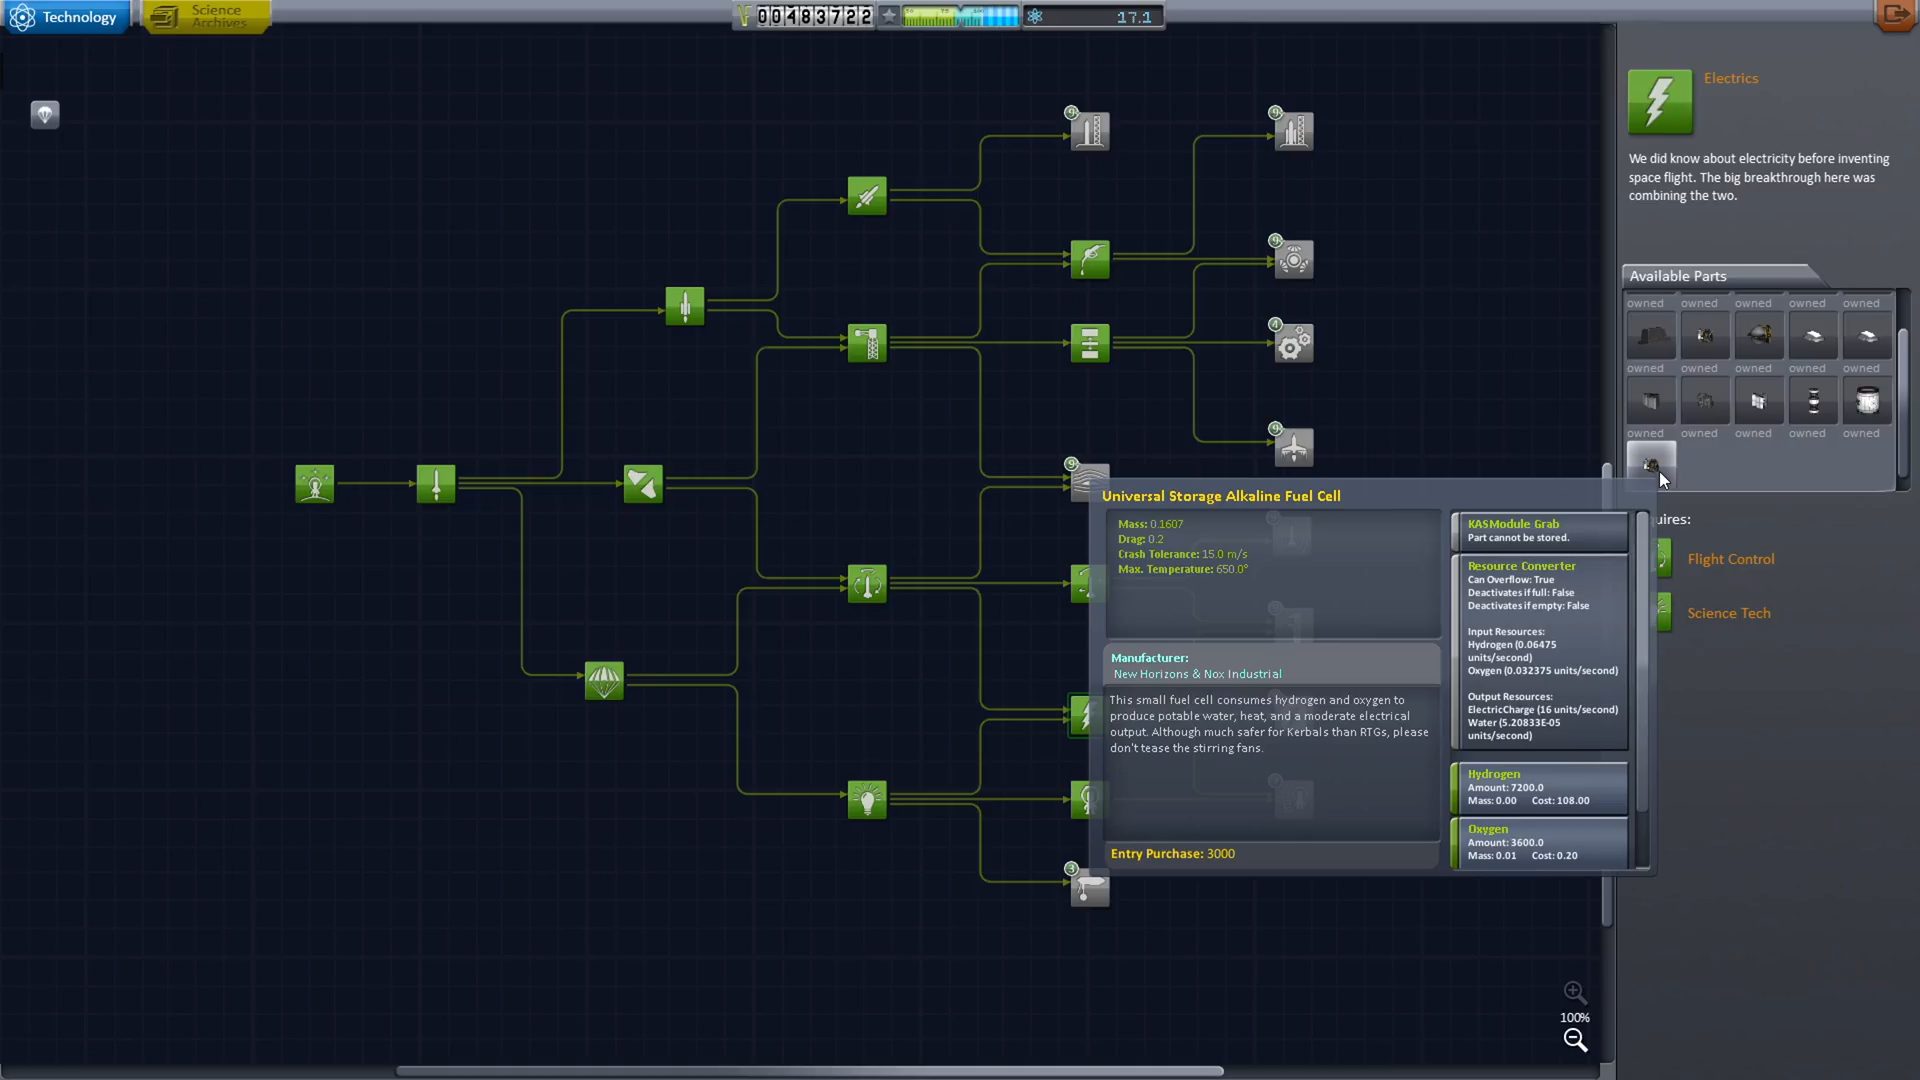 Technology
Science
Archives
00483722
17.1
Electrics
We did know about electricity before inventing
space flight. The big breakthrough here was
combining the two.
Available Parts
owned owned owned owned owned
owned owned owned owned owned
owned owned owned owned owned
uires:
Flight Control
Science Tech
9
9
9
4
9
9
3
Universal Storage Alkaline Fuel Cell
Mass: 0.1607
Drag: 0.2
Crash Tolerance: 15.0 m/s
Max. Temperature: 650.0°
Manufacturer:
New Horizons & Nox Industrial
This small fuel cell consumes hydrogen and oxygen to
produce potable water, heat, and a moderate electrical
output. Although much safer for Kerbals than RTGs, please
don't tease the stirring fans.
Entry Purchase: 3000
KASModule Grab
Part cannot be stored.
Resource Converter
Can Overflow: True
Deactivates if full: False
Deactivates if empty: False
Input Resources:
Hydrogen (0.06475
units/second)
Oxygen (0.032375 units/second)
Output Resources:
ElectricCharge (16 units/second)
Water (5.20833E-05
units/second)
Hydrogen
Amount: 7200.0
Mass: 0.00 Cost: 108.00
Oxygen
Amount: 3600.0
Mass: 0.01 Cost: 0.20
100%